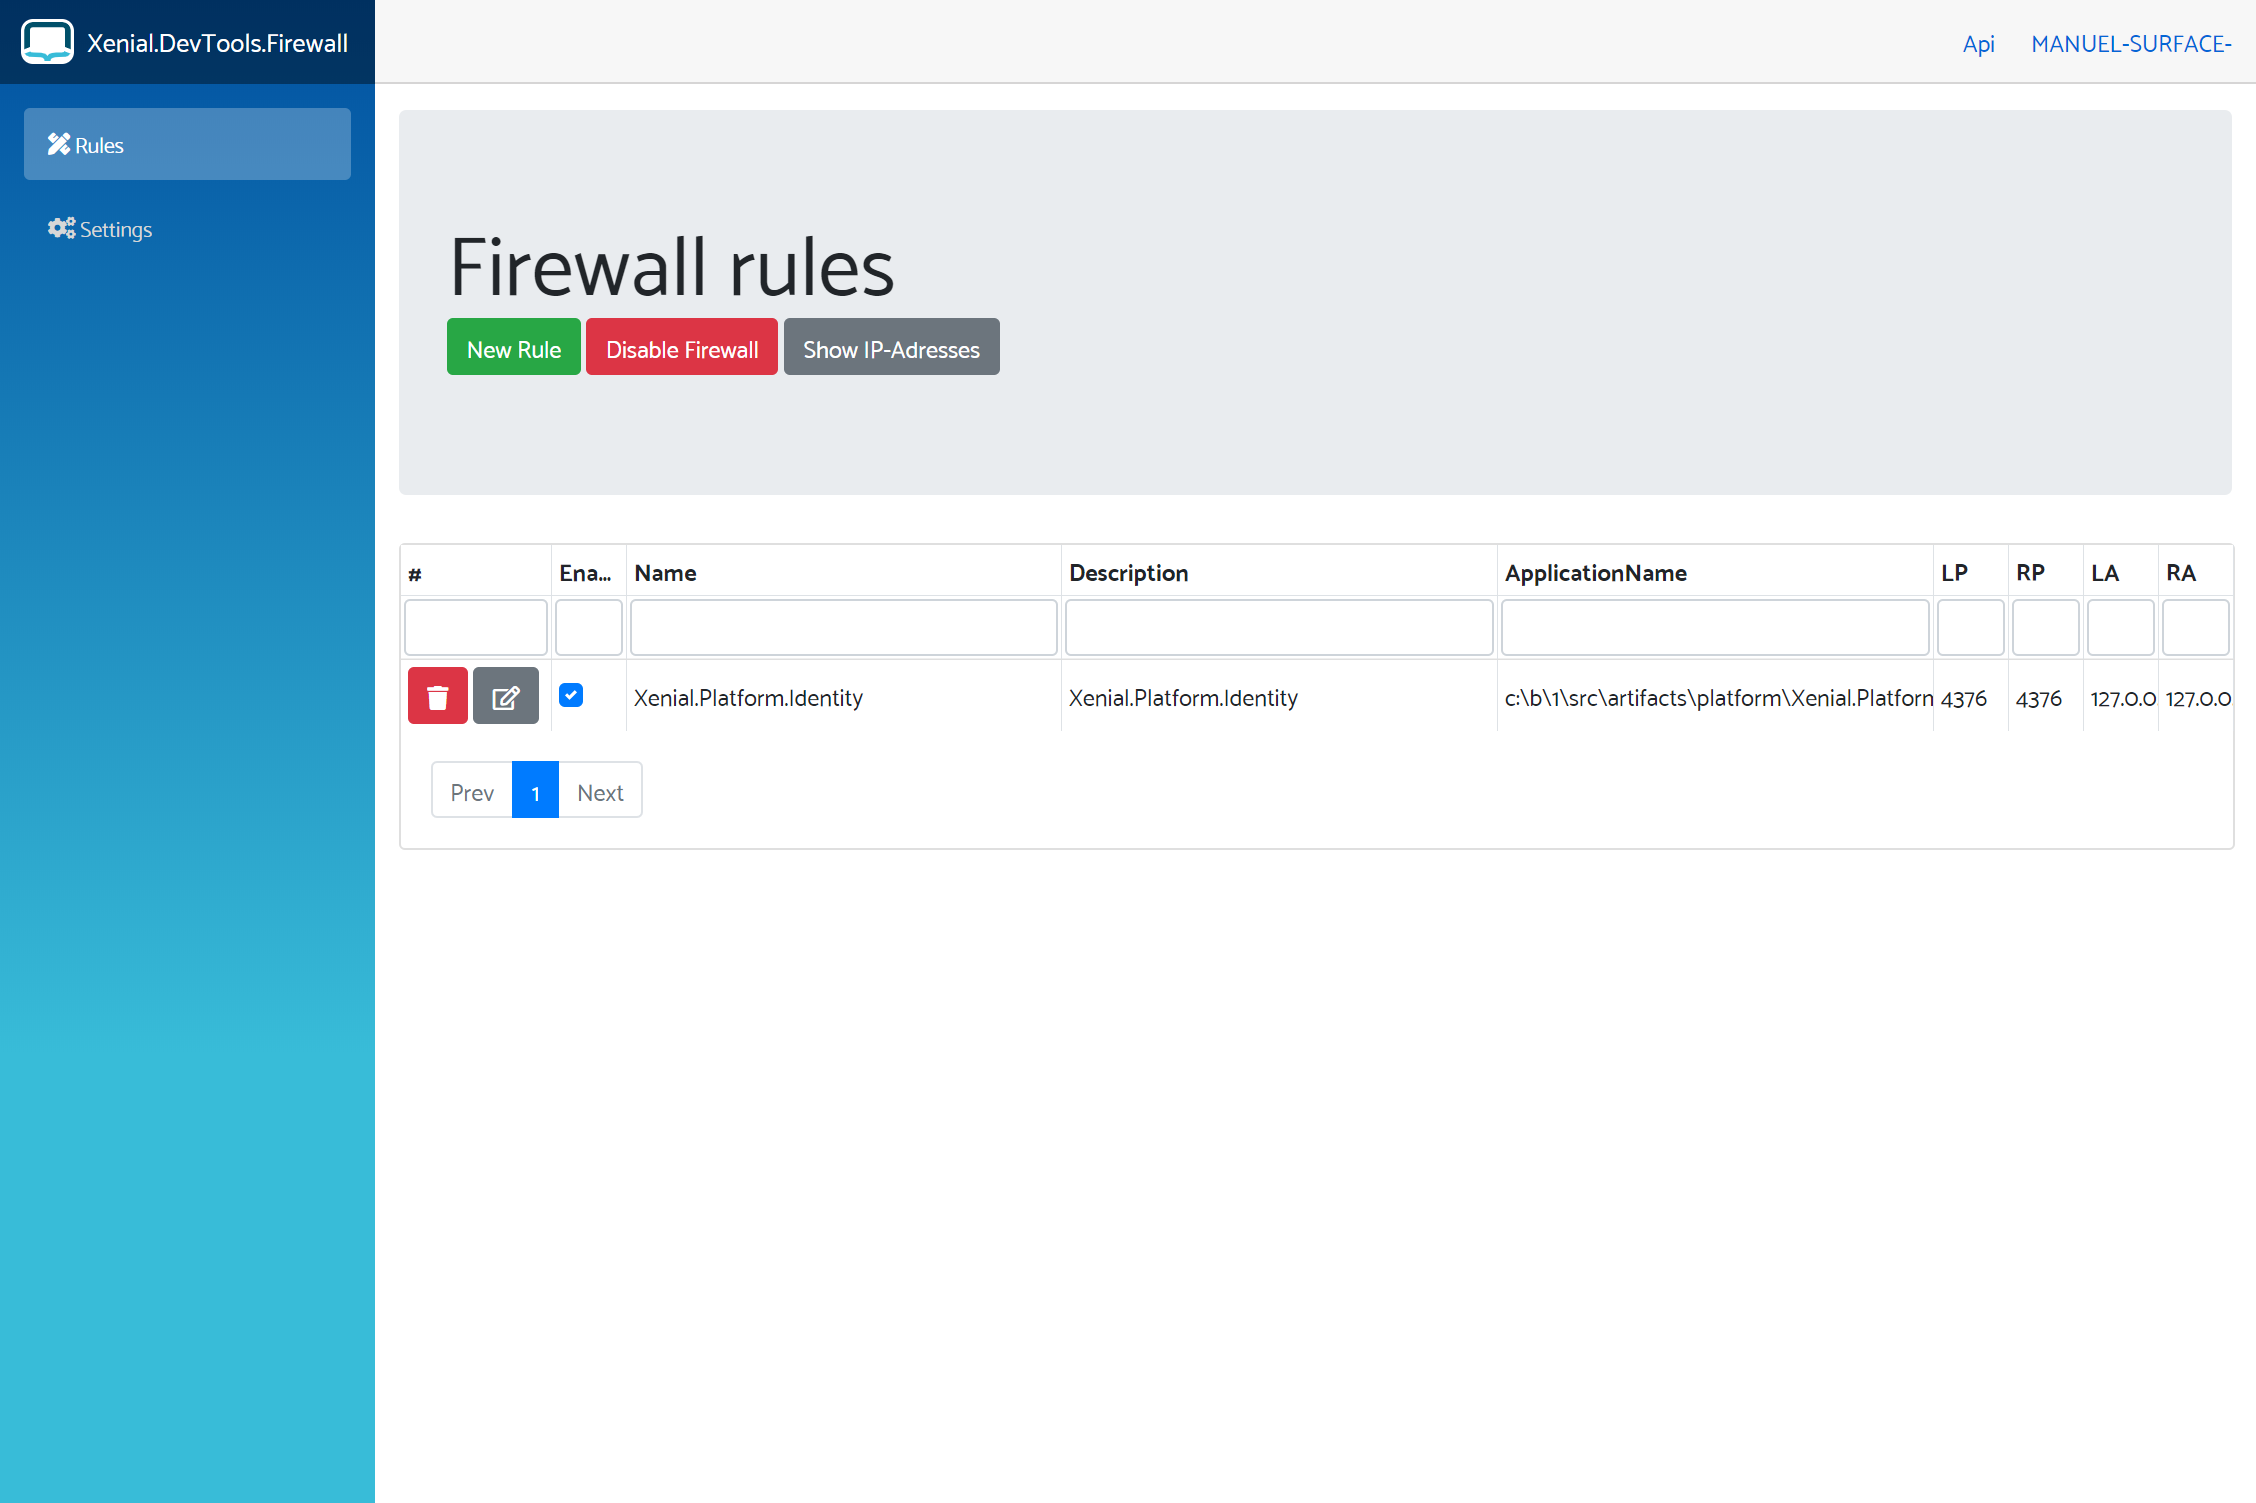 Xenial.DevTools.Firewall
Api MANUEL-SURFACE-
Rules
Settings
Firewall rules
New Rule Disable Firewall Show IP-Adresses
# Ena... Name Description ApplicationName LP RP LA RA
Xenial.Platform.Identity Xenial.Platform.Identity c:\b\1\src\artifacts\platform\Xenial.Platforn 4376 4376 127.0.0 127.0.0
Prev 1 Next